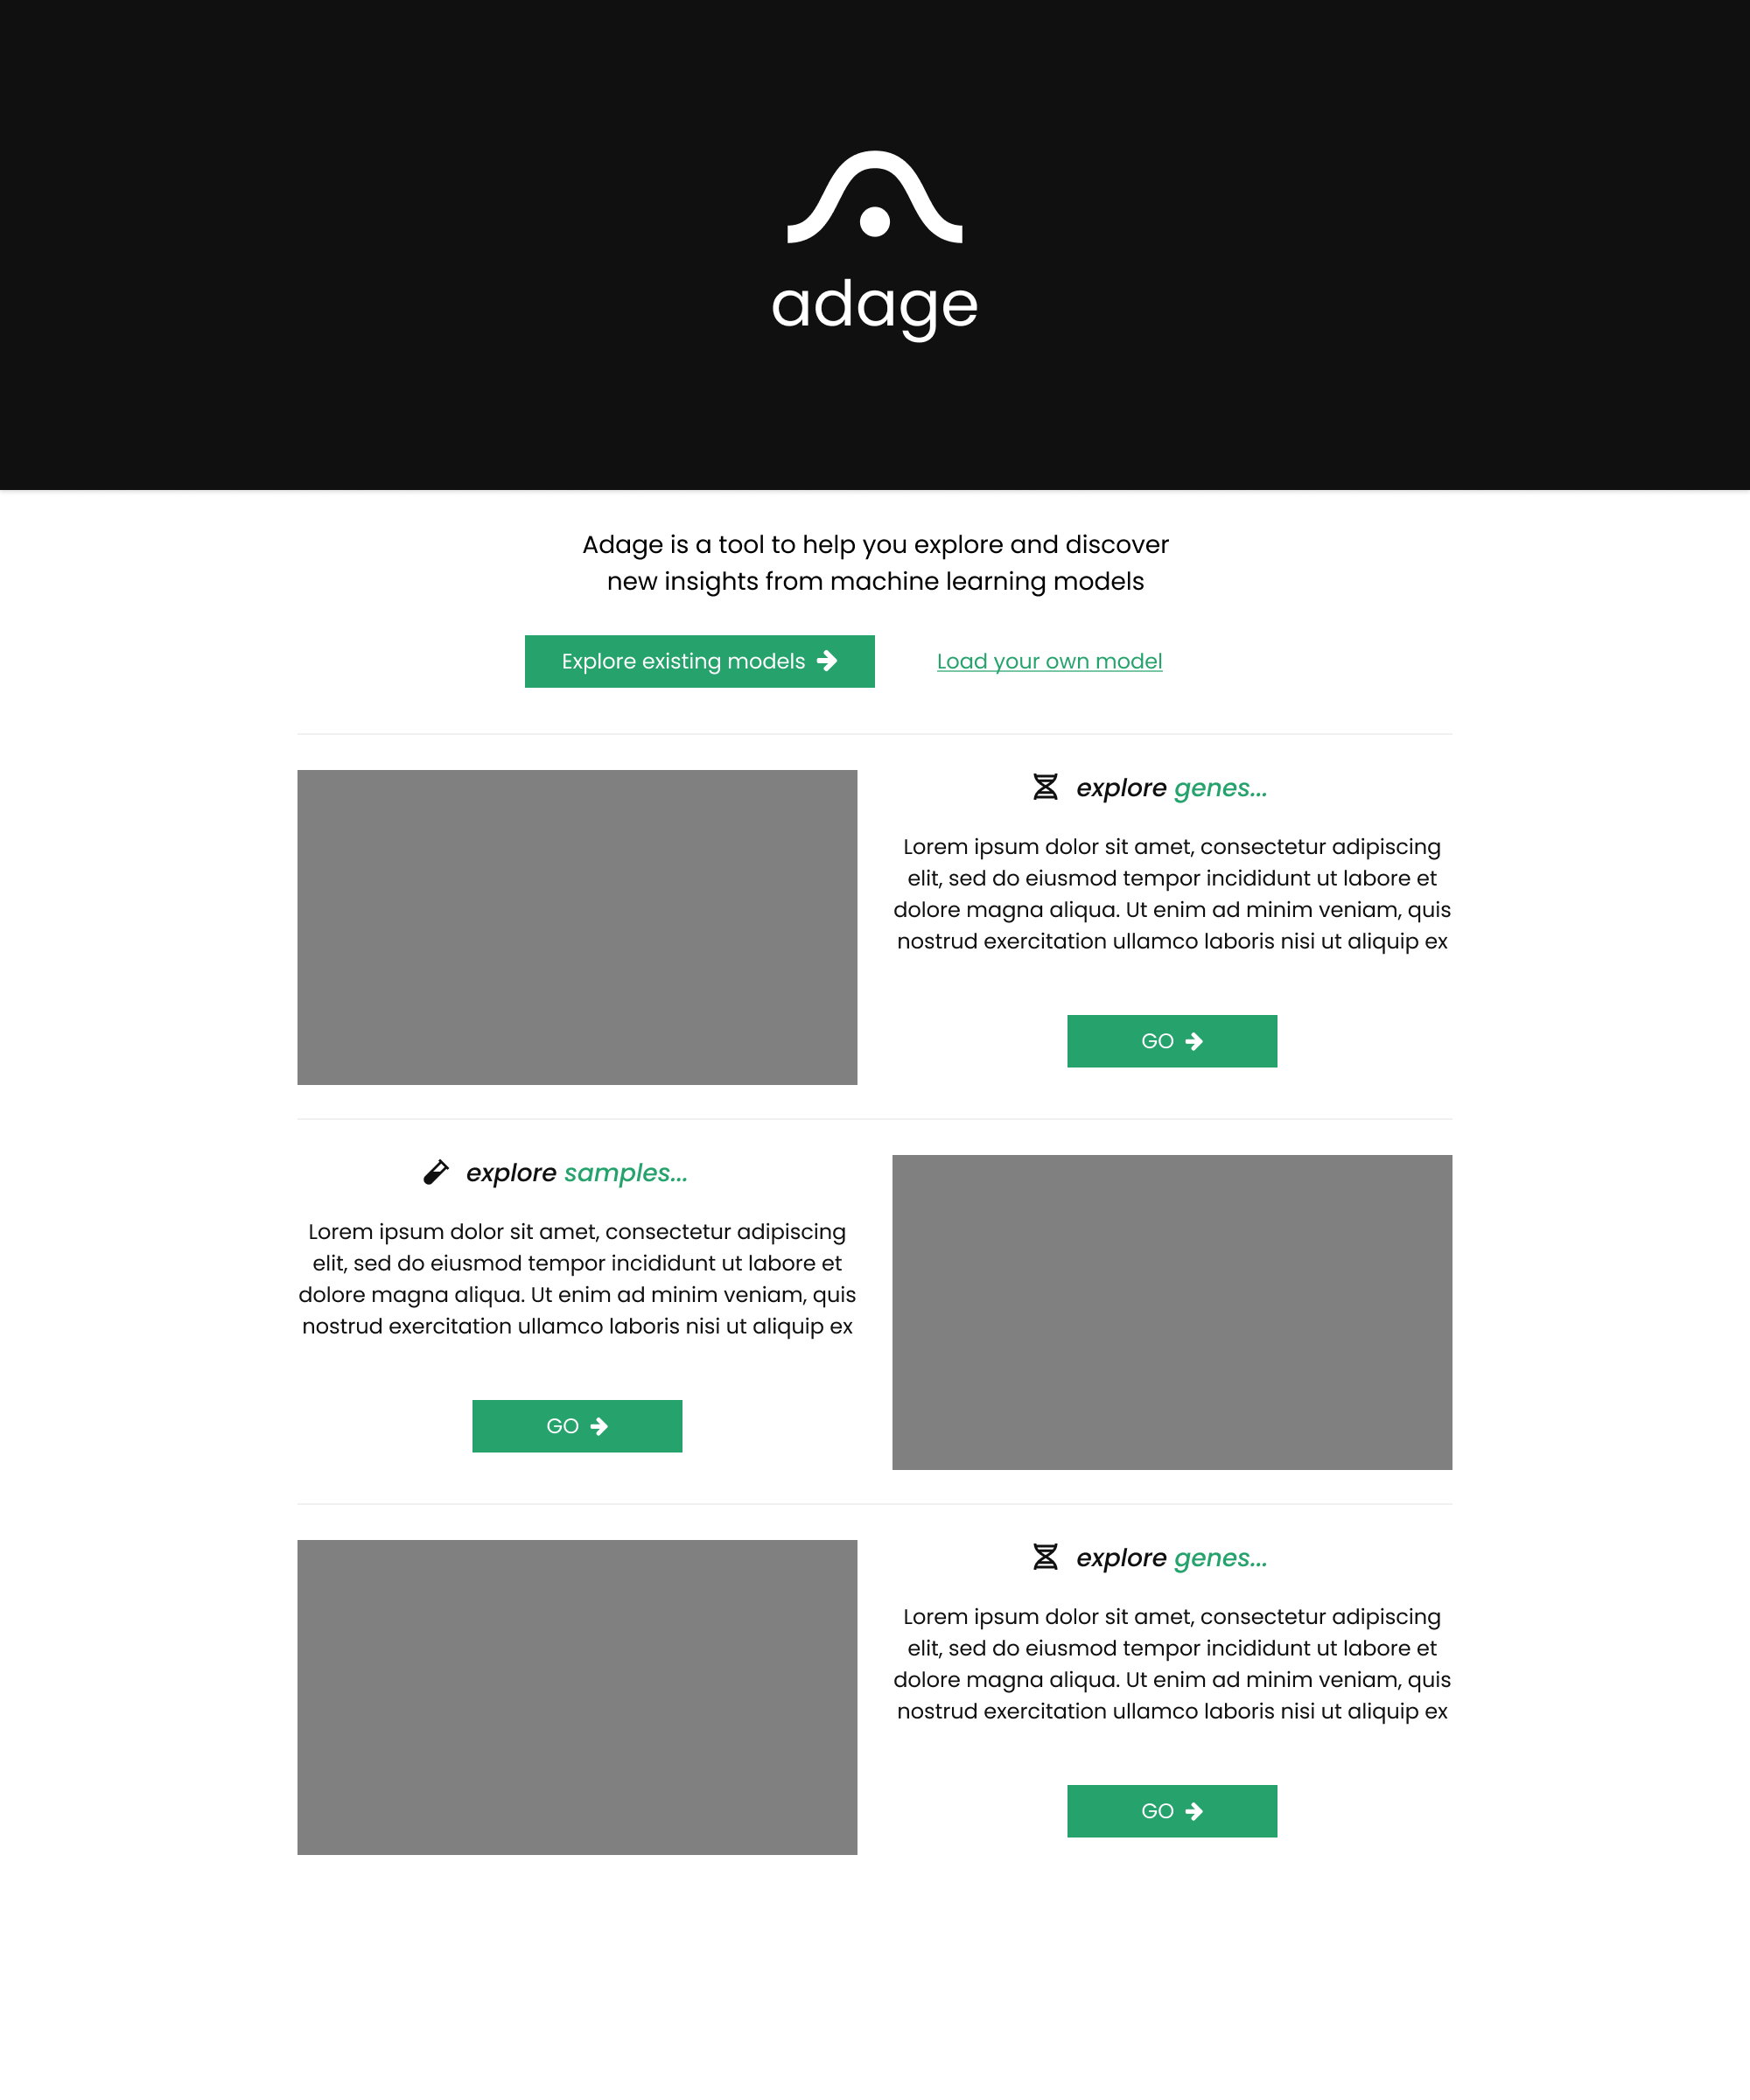 adage
Adage is a tool to help you explore and discover
new insights from machine learning models
Explore existing models
Load your own model
explore genes...
Lorem ipsum dolor sit amet, consectetur adipiscing
elit, sed do eiusmod tempor incididunt ut labore et
dolore magna aliqua. Ut enim ad minim veniam, quis
nostrud exercitation ullamco laboris nisi ut aliquip ex
GO
explore samples...
Lorem ipsum dolor sit amet, consectetur adipiscing
elit, sed do eiusmod tempor incididunt ut labore et
dolore magna aliqua. Ut enim ad minim veniam, quis
nostrud exercitation ullamco laboris nisi ut aliquip ex
GO
explore genes...
Lorem ipsum dolor sit amet, consectetur adipiscing
elit, sed do eiusmod tempor incididunt ut labore et
dolore magna aliqua. Ut enim ad minim veniam, quis
nostrud exercitation ullamco laboris nisi ut aliquip ex
GO